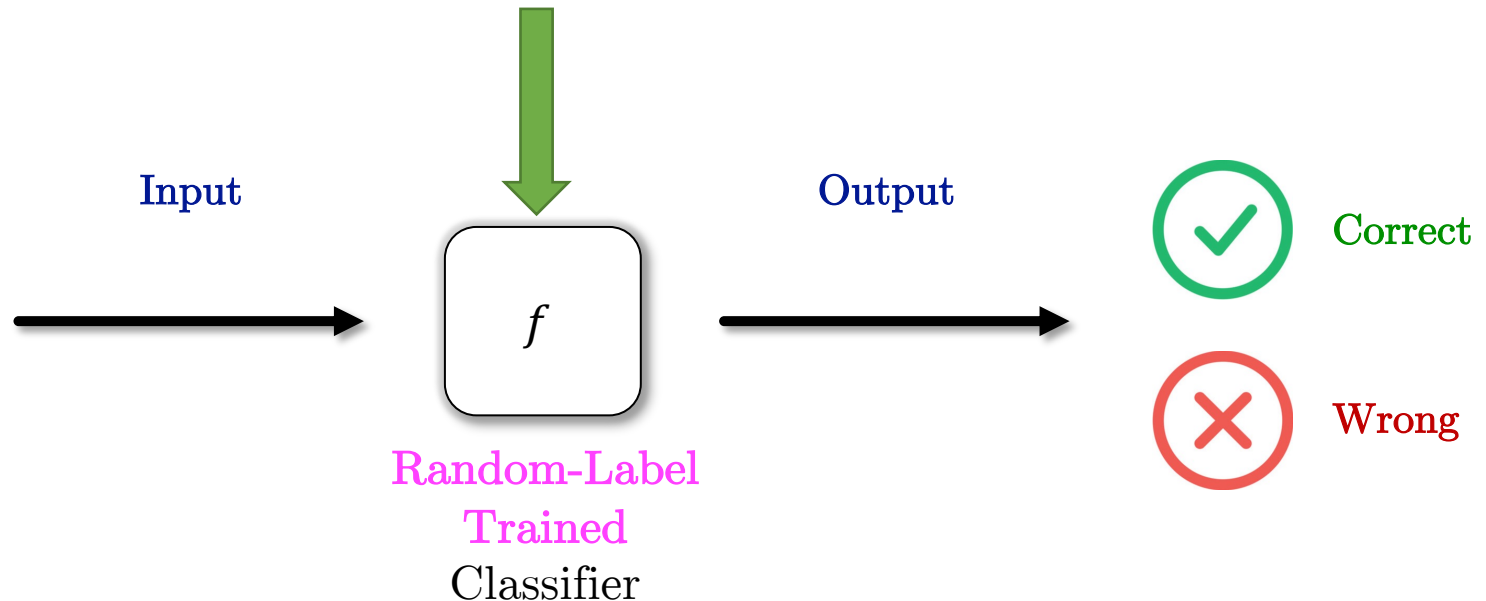 Input
Output
Correct
f
Wrong
Random-Label
Trained
Classifier